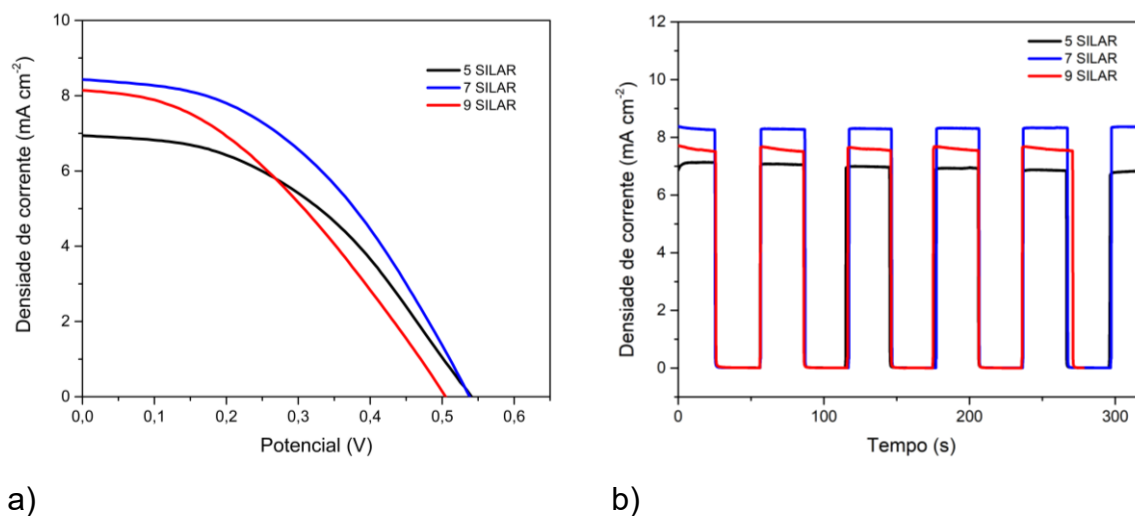 10
8
6
4
2
0
0,0 0,1 0,2 0,3 0,4 0,5 0,6
Densiade de corrente (mA cm-2)
Potencial (V)
5 SILAR
7 SILAR
9 SILAR
a)
12
10
8
6
4
2
0
0 100 200 300
Densiade de corrente (mA cm-2)
Tempo (s)
5 SILAR
7 SILAR
9 SILAR
b)